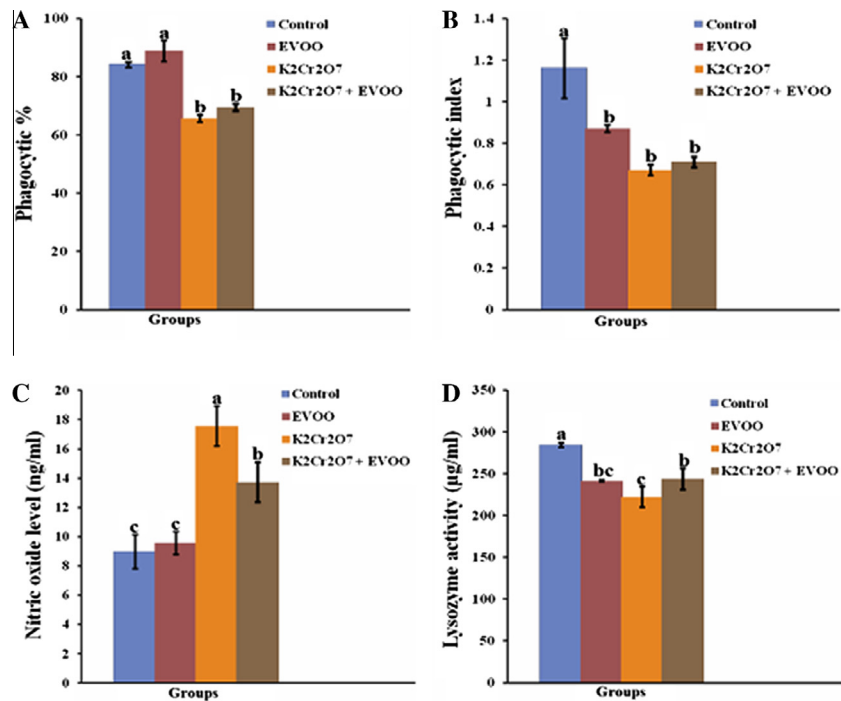 A
Phagocytic %
100
80
60
40
20
0
a
a
b
b
Groups
Control
EVOO
K2Cr2O7
K2Cr2O7 + EVOO
B
Phagocytic index
1.4
1.2
1
0.8
0.6
0.4
0.2
0
a
b
b
b
Groups
Control
EVOO
K2Cr2O7
K2Cr2O7 + EVOO
C
Nitric oxide level (ng/ml)
20
18
16
14
12
10
8
6
4
2
0
c
c
a
b
Groups
Control
EVOO
K2Cr2O7
K2Cr2O7 + EVOO
D
Lysozyme activity (µg/ml)
350
300
250
200
150
100
50
0
a
bc
c
b
Groups
Control
EVOO
K2Cr2O7
K2Cr2O7 + EVOO